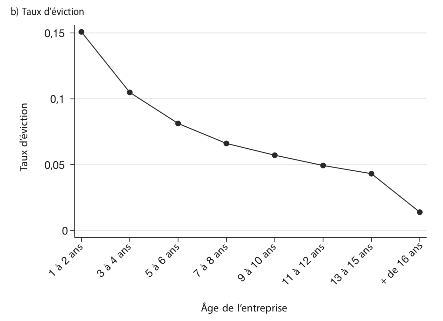 b) Taux d'éviction
0,15
0,1
0,05
0
Taux d'éviction
1 à 2 ans
3 à 4 ans
5 à 6 ans
7 à 8 ans
9 à 10 ans
11 à 12 ans
13 à 15 ans
+ de 16 ans
Âge de l'entreprise